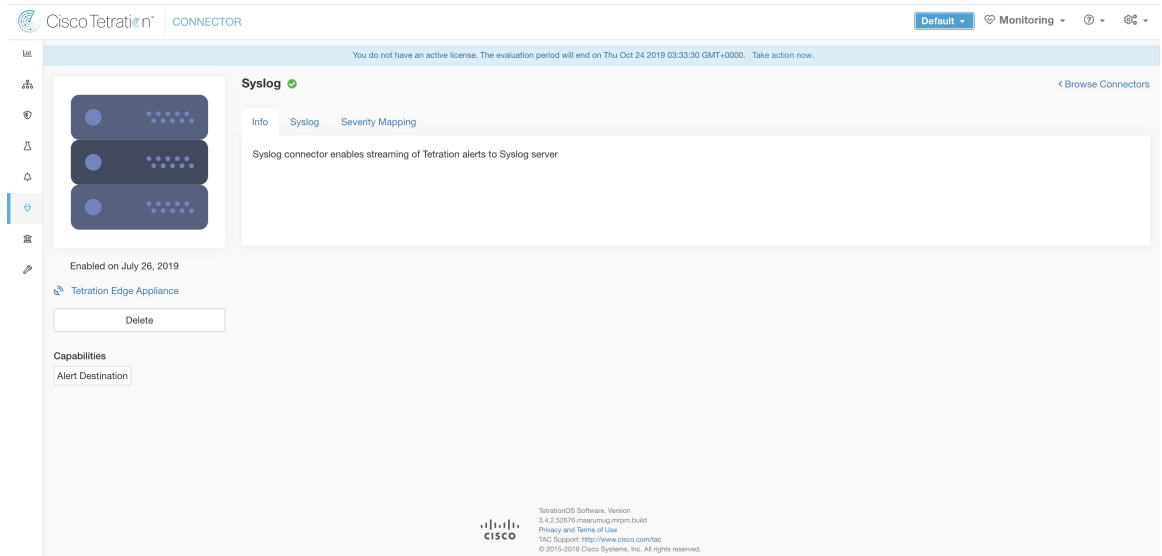 Cisco Tetration™ CONNECTOR
Default
Monitoring
You do not have an active license. The evaluation period will end on Thu Oct 24 2019 03:33:30 GMT+0000. Take action now.
Syslog
< Browse Connectors
Info Syslog Severity Mapping
Syslog connector enables streaming of Tetration alerts to Syslog server
Enabled on July 26, 2019
Tetration Edge Appliance
Delete
Capabilities
Alert Destination
CISCO
TetrationOS Software, Version
3.4.2.52676.maarumug.mrpm.build
Privacy and Terms of Use
TAC Support: http://www.cisco.com/tac
© 2015-2019 Cisco Systems, Inc. All rights reserved.